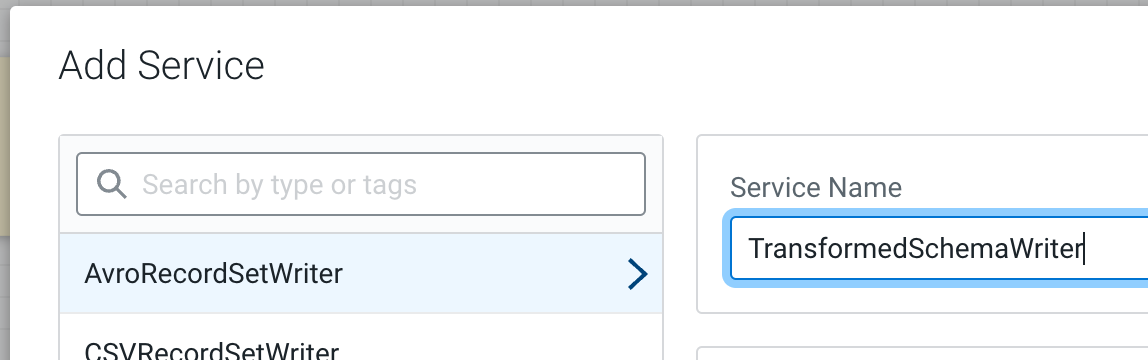 Add Service
Search by type or tags
AvroRecordSetWriter
CSVRecordSetWriter
Service Name
TransformedSchemaWriter